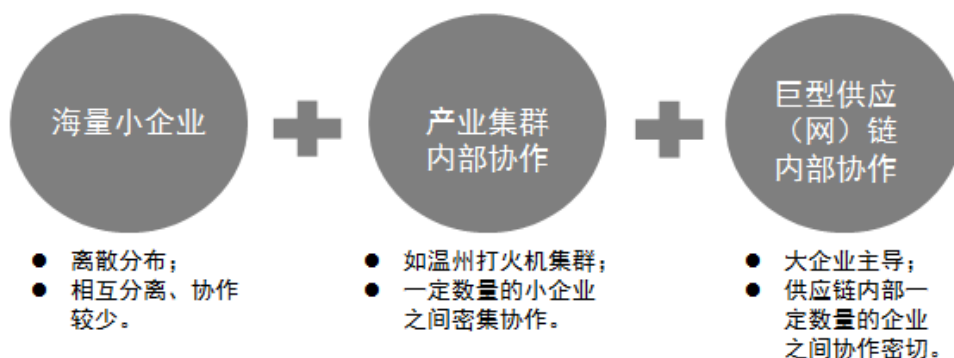 海量小企业
产业集群
内部协作
巨型供应
（网）链
内部协作
● 离散分布；
● 相互分离、协作
较少。
● 如温州打火机集群；
● 一定数量的小企业
之间密集协作。
● 大企业主导；
● 供应链内部一
定数量的企业
之间协作密切。